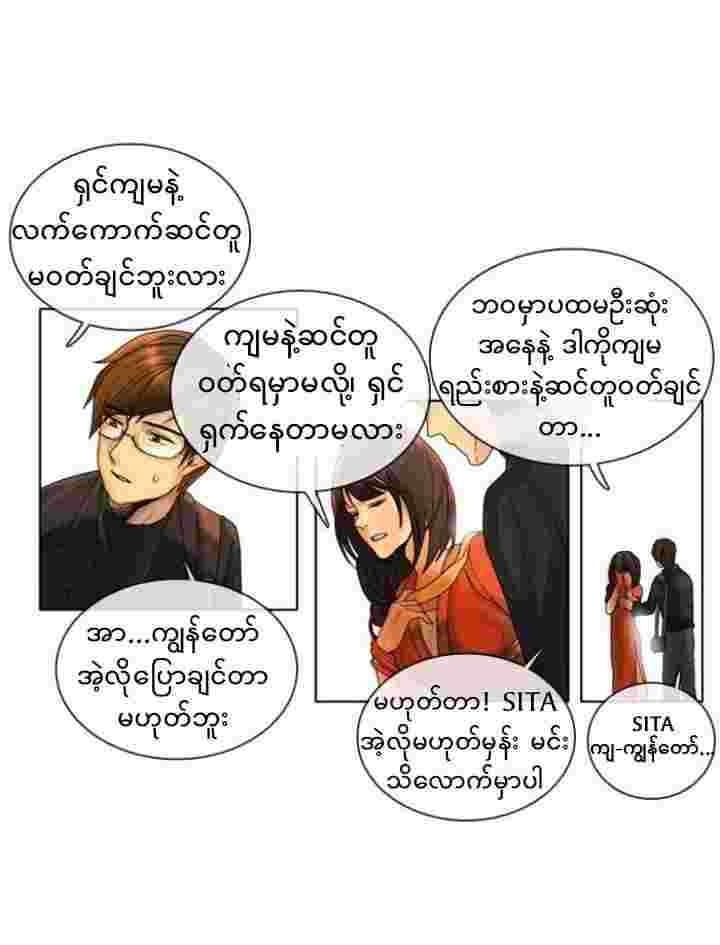 ရှင်ကျမနဲ့
လက်ကောက်ဆင်တူ
မဝတ်ချင်ဘူးလား
အာ...ကျွန်တော်
အဲ့လိုပြောချင်တာ
မဟုတ်ဘူး
ကျမနဲ့ဆင်တူ
ဝတ်ရမှာမလို့၊ ရှင်
ရှက်နေတာမလား
မဟုတ်တာ! SITA
အဲ့လိုမဟုတ်မှန်း မင်း
သိလောက်မှာပါ
ဘဝမှာပထမဦးဆုံး
အနေနဲ့ ဒါကိုကျမ
ရည်းစားနဲ့ဆင်တူဝတ်ချင်
တာ...
SITA
ကျ-ကျွန်တော်...